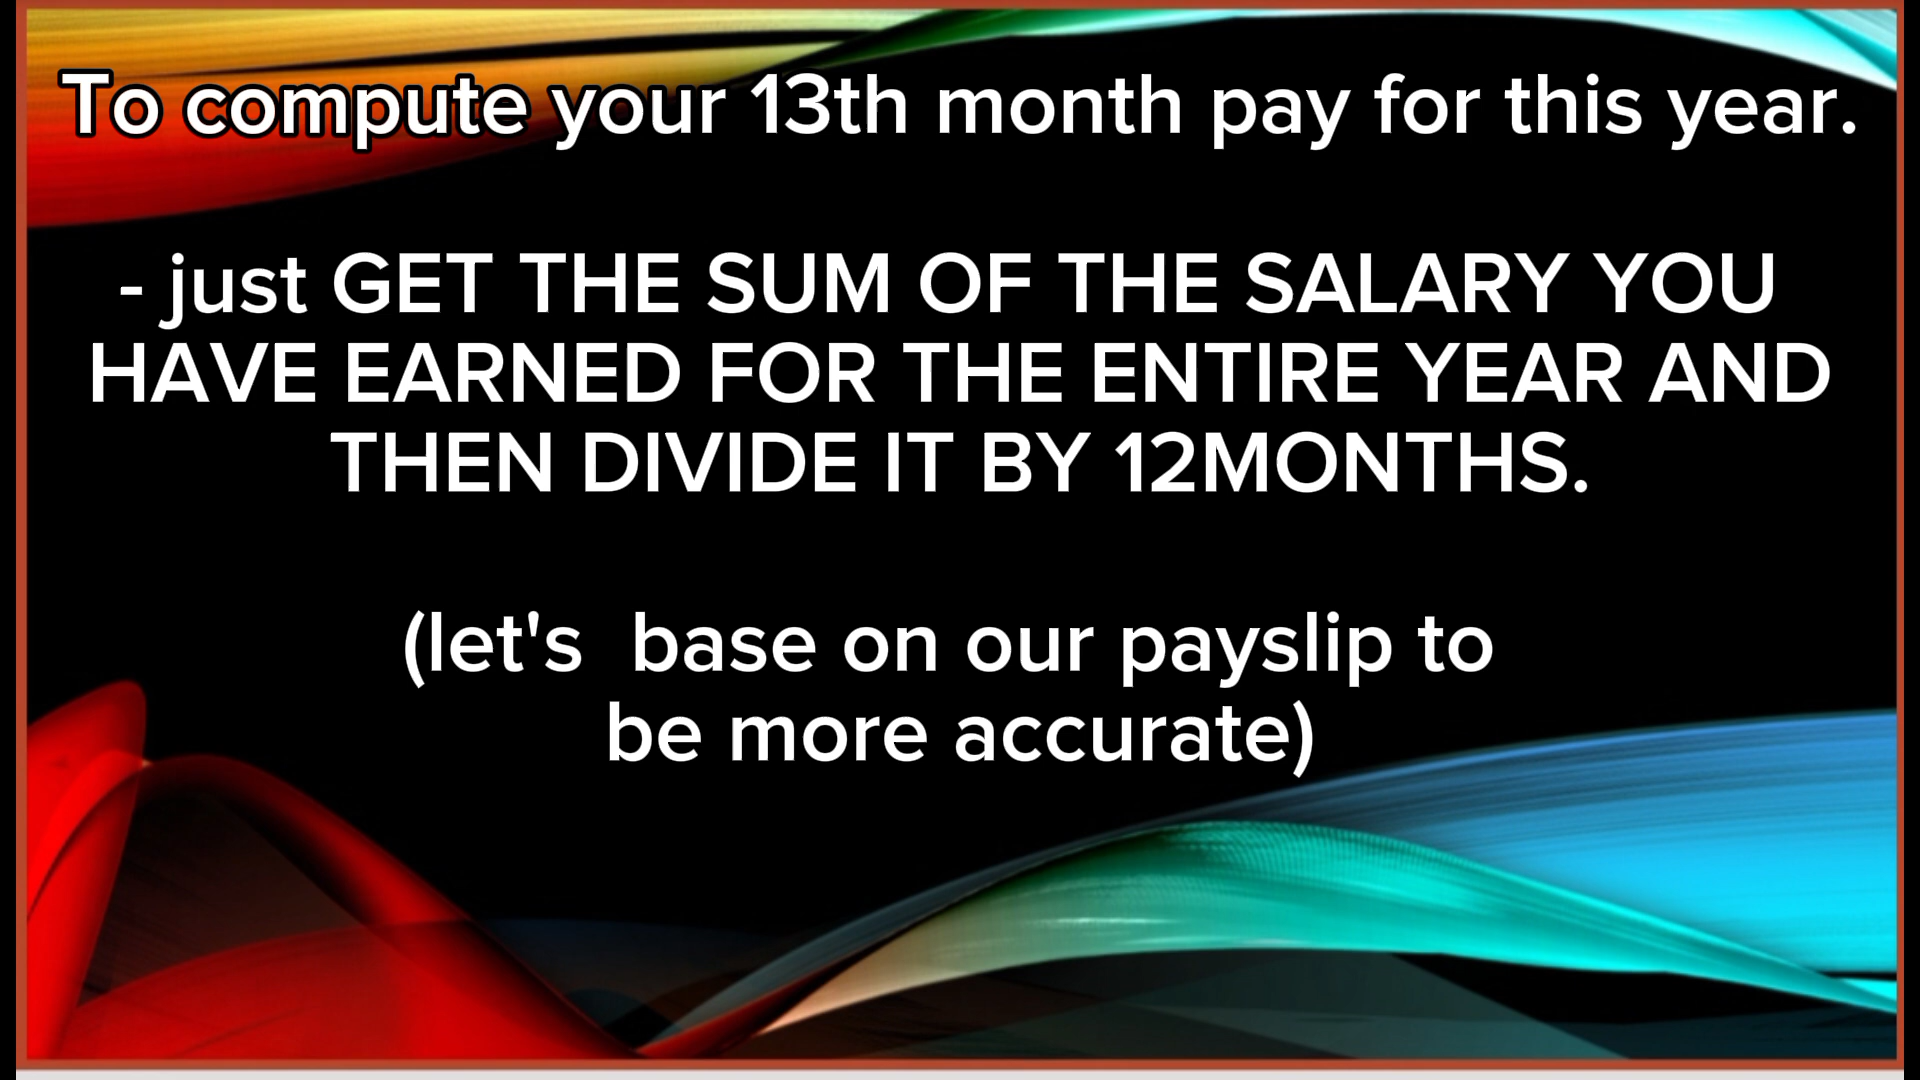 To compute your 13th month pay for this year.
- just GET THE SUM OF THE SALARY YOU
HAVE EARNED FOR THE ENTIRE YEAR AND
THEN DIVIDE IT BY 12MONTHS.
(let's  base on our payslip to
be more accurate)